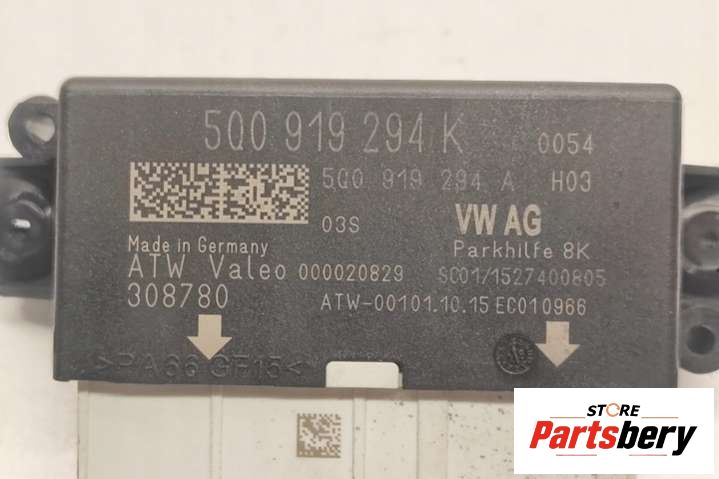 5Q0 919 294 K
0054
5Q0 919 294 A H03
03S VW AG
Made in Germany Parkhilfe 8K
ATW Valeo 000020829 SC01/1527400805
308780 ATW-00101.10.15 EC010966
>PA66 GF15<
STORE
Partsbery